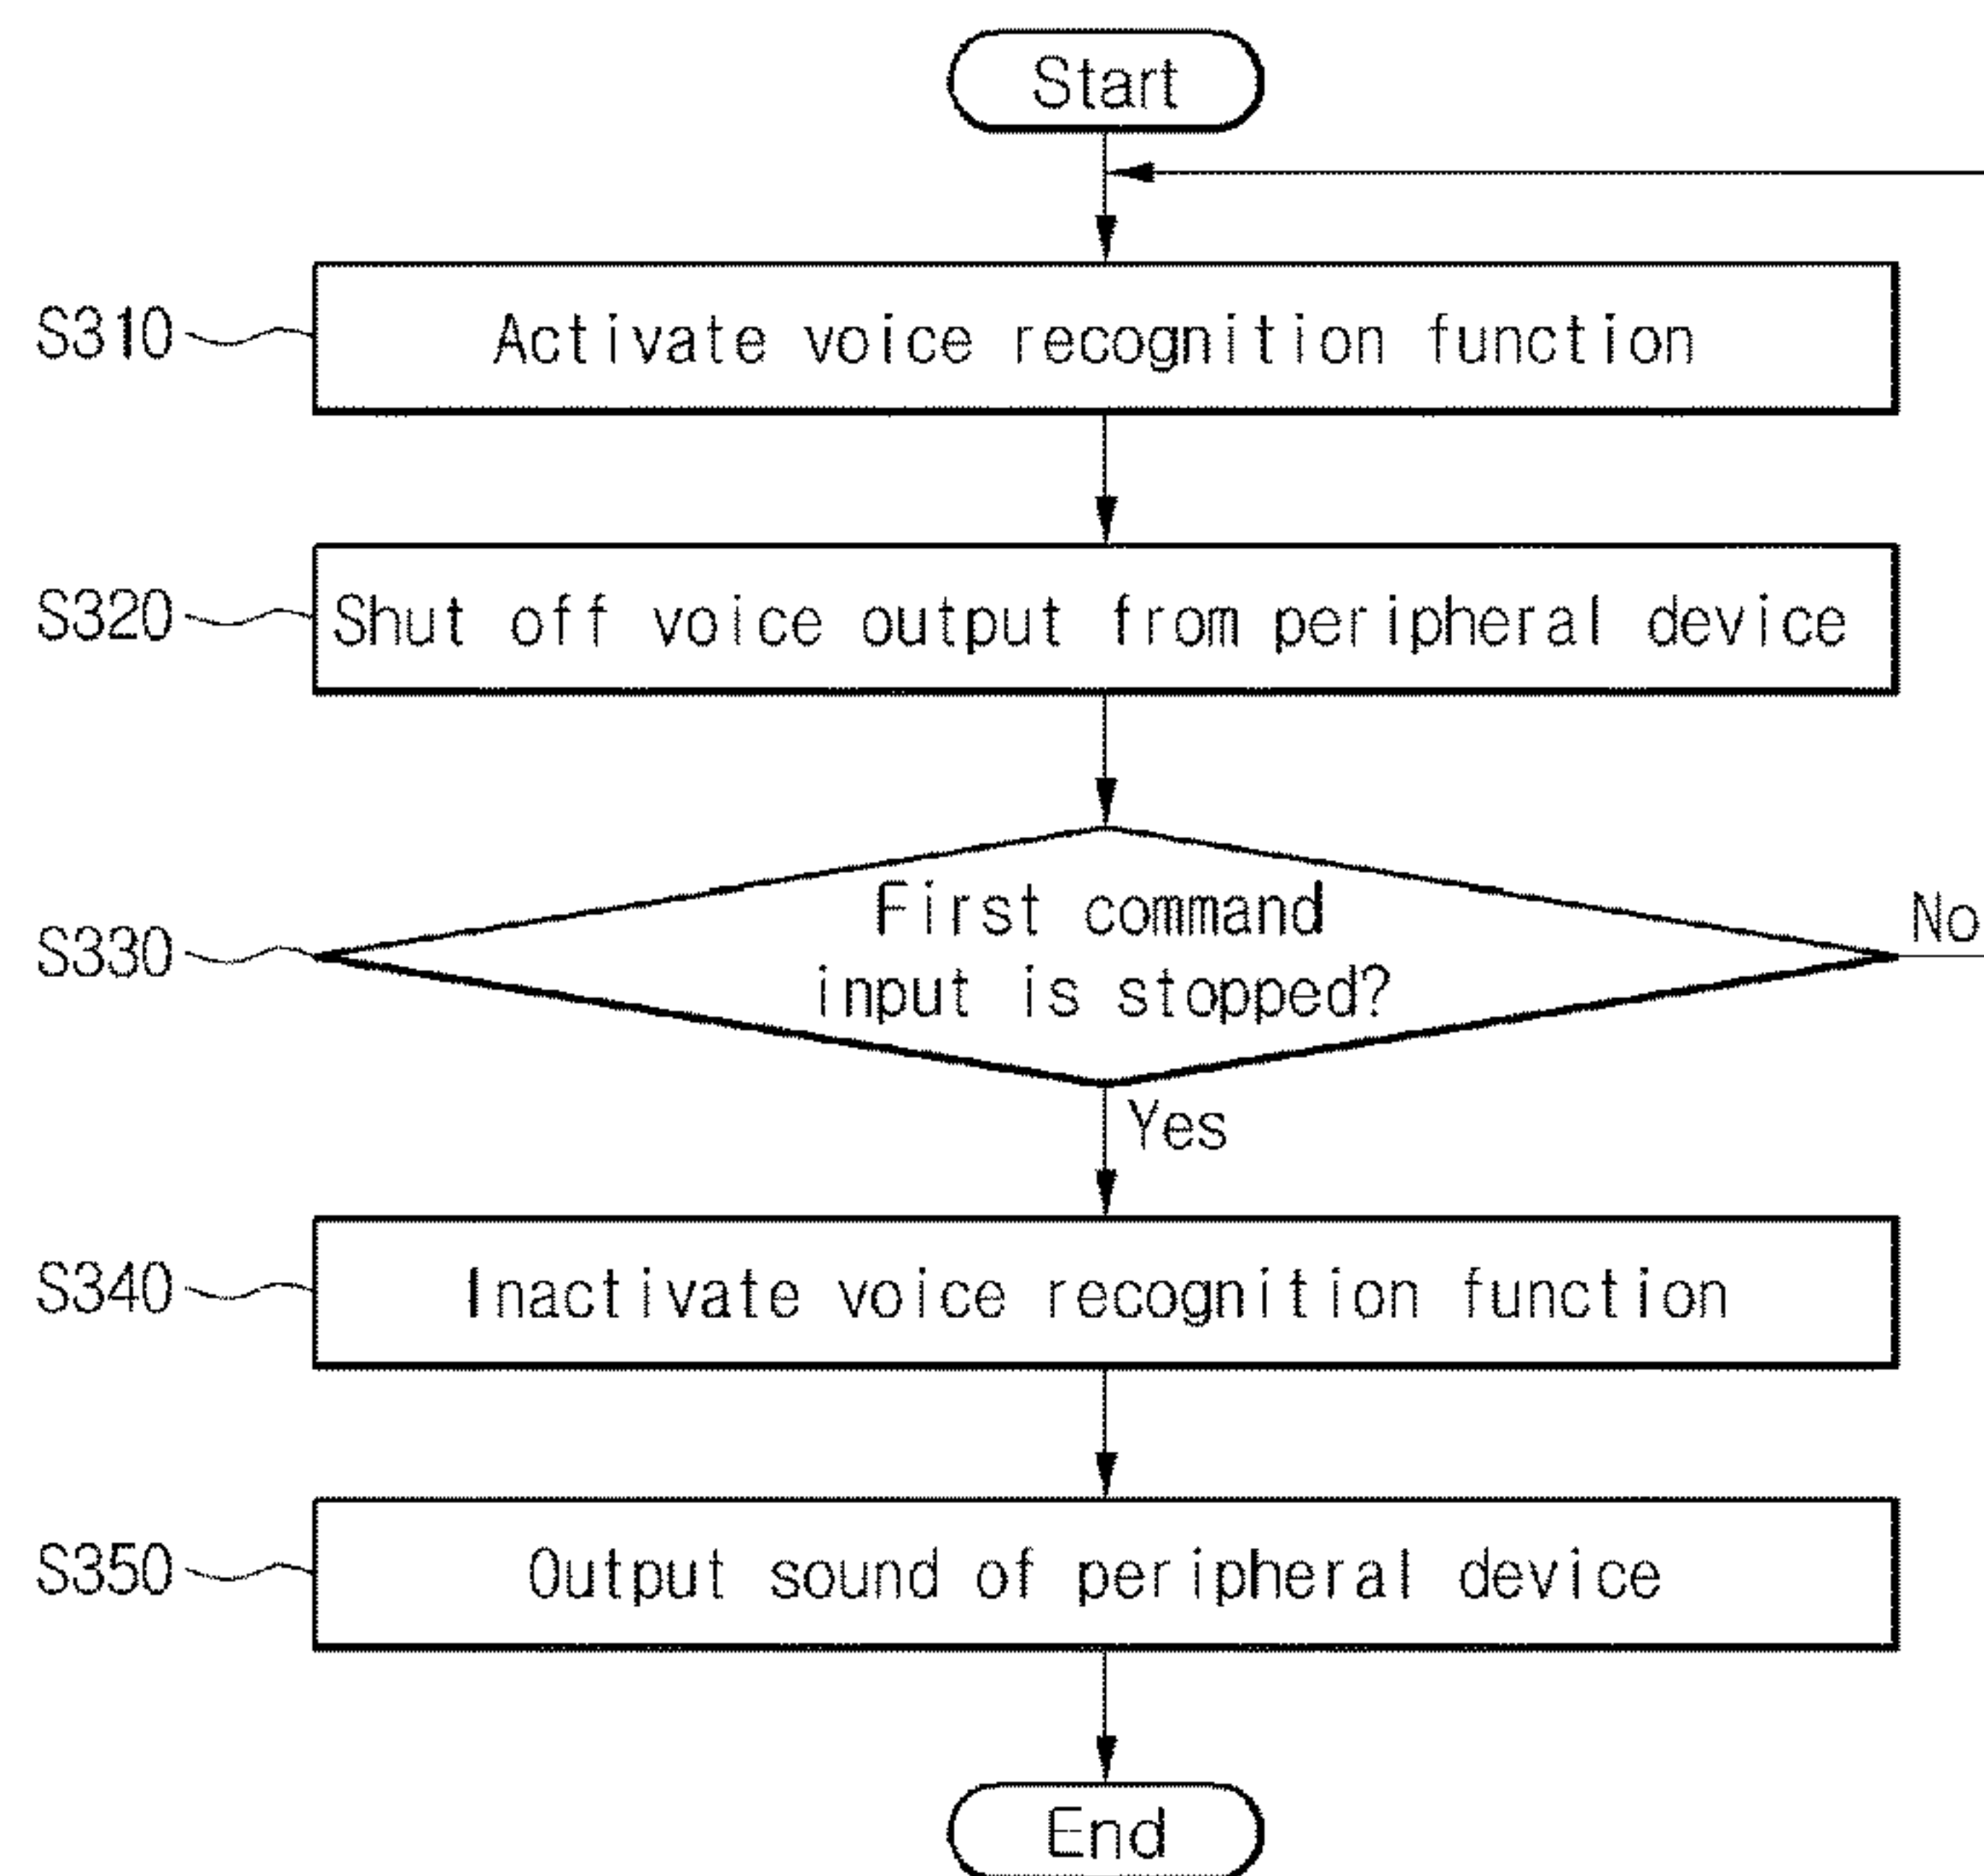 Start
S310
Activate voice recognition function
S320
Shut off voice output from peripheral device
S330
First command
input is stopped?
No
Yes
S340
Inactivate voice recognition function
S350
Output sound of peripheral device
End